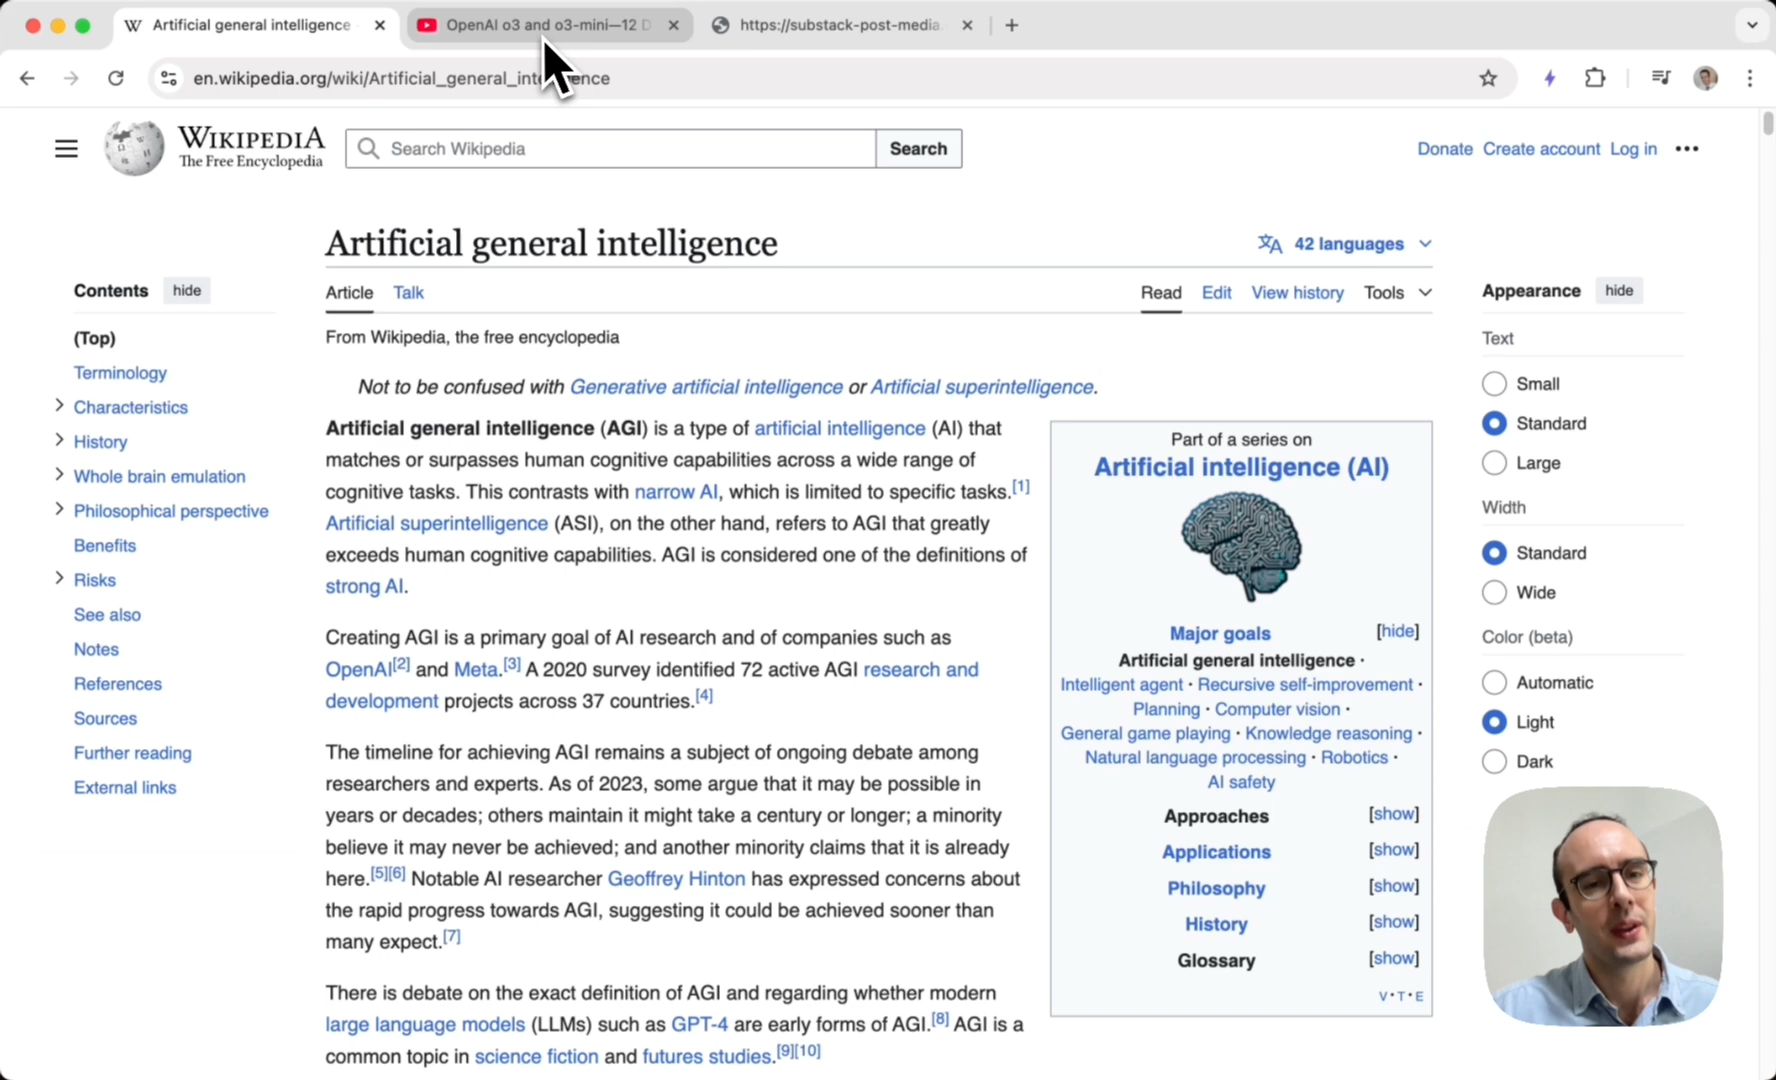 Artificial general intelligence
OpenAI o3 and o3-mini—12 D
https://substack-post-media.
en.wikipedia.org/wiki/Artificial_general_int ence
WIKIPEDIA
The Free Encyclopedia
Search Wikipedia
Search
Donate Create account Log in •••
Artificial general intelligence
42 languages
Contents hide
Article Talk
Read Edit View history Tools
Appearance hide
(Top)
Terminology
Characteristics
History
Whole brain emulation
Philosophical perspective
Benefits
Risks
See also
Notes
References
Sources
Further reading
External links
From Wikipedia, the free encyclopedia
Not to be confused with Generative artificial intelligence or Artificial superintelligence.
Artificial general intelligence (AGI) is a type of artificial intelligence (AI) that
matches or surpasses human cognitive capabilities across a wide range of
cognitive tasks. This contrasts with narrow AI, which is limited to specific tasks.[1]
Artificial superintelligence (ASI), on the other hand, refers to AGI that greatly
exceeds human cognitive capabilities. AGI is considered one of the definitions of
strong AI.
Creating AGI is a primary goal of AI research and of companies such as
OpenAI[2] and Meta.[3] A 2020 survey identified 72 active AGI research and
development projects across 37 countries.[4]
The timeline for achieving AGI remains a subject of ongoing debate among
researchers and experts. As of 2023, some argue that it may be possible in
years or decades; others maintain it might take a century or longer; a minority
believe it may never be achieved; and another minority claims that it is already
here.[5][6] Notable AI researcher Geoffrey Hinton has expressed concerns about
the rapid progress towards AGI, suggesting it could be achieved sooner than
many expect.[7]
There is debate on the exact definition of AGI and regarding whether modern
large language models (LLMs) such as GPT-4 are early forms of AGI.[8] AGI is a
common topic in science fiction and futures studies.[9][10]
Part of a series on
Artificial intelligence (AI)
Major goals [hide]
Artificial general intelligence ·
Intelligent agent · Recursive self-improvement ·
Planning · Computer vision ·
General game playing · Knowledge reasoning ·
Natural language processing · Robotics ·
AI safety
Approaches [show]
Applications [show]
Philosophy [show]
History [show]
Glossary [show]
V · T · E
Text
Small
Standard
Large
Width
Standard
Wide
Color (beta)
Automatic
Light
Dark